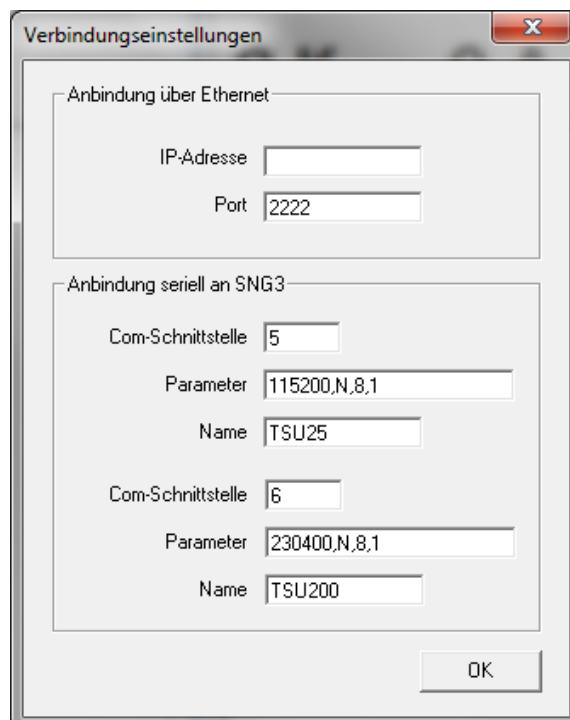 Verbindungseinstellungen
Anbindung über Ethernet
IP-Adresse
Port 2222
Anbindung seriell an SNG3
Com-Schnittstelle 5
Parameter 115200,N,8,1
Name TSU25
Com-Schnittstelle 6
Parameter 230400,N,8,1
Name TSU200
OK